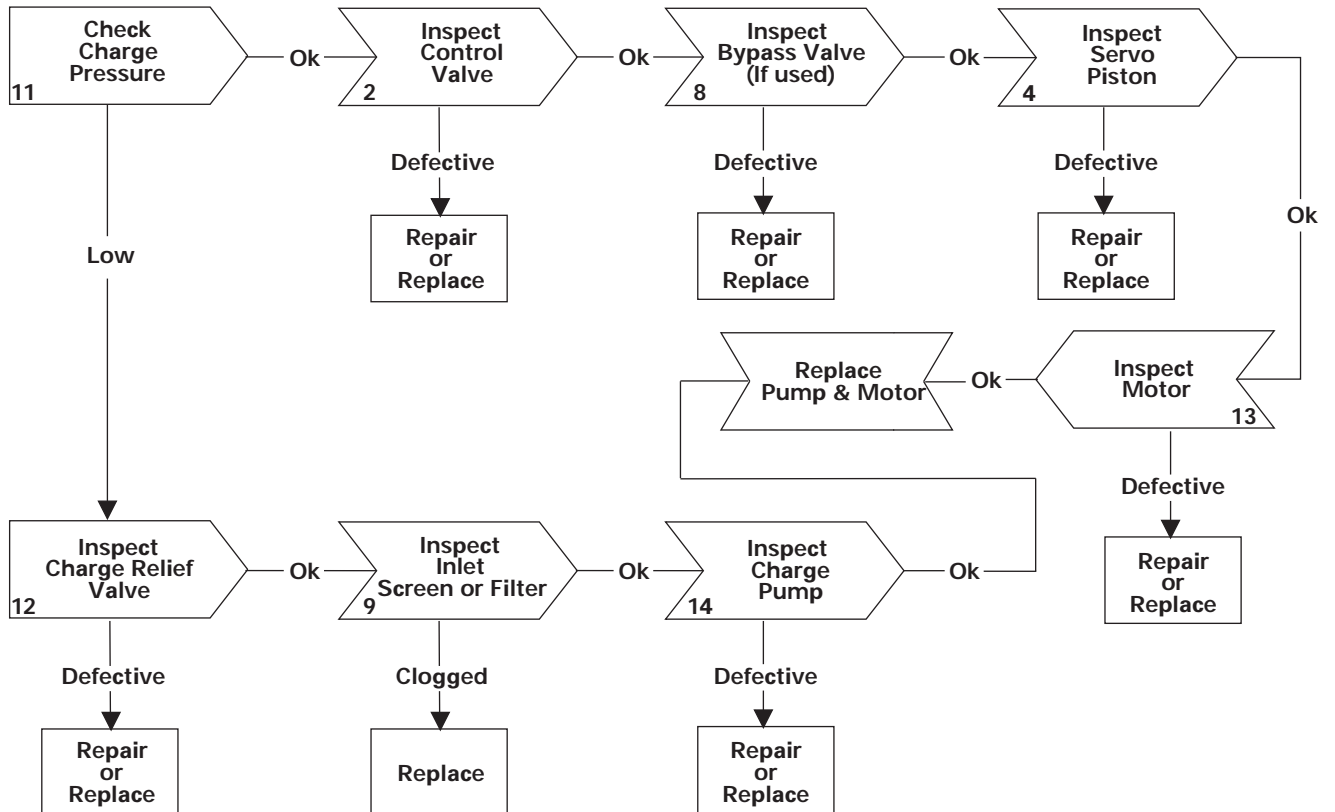 Check
Charge
Pressure
11
Ok
Inspect
Control
Valve
2
Ok
Inspect
Bypass Valve
(If used)
8
Ok
Inspect
Servo
Piston
4
Ok
Defective
Repair
or
Replace
Defective
Repair
or
Replace
Defective
Repair
or
Replace
Low
Replace
Pump & Motor
Ok
Inspect
Motor
13
Defective
Repair
or
Replace
Inspect
Charge Relief
Valve
12
Ok
Inspect
Inlet
Screen or Filter
9
Ok
Inspect
Charge
Pump
14
Ok
Defective
Repair
or
Replace
Clogged
Replace
Defective
Repair
or
Replace